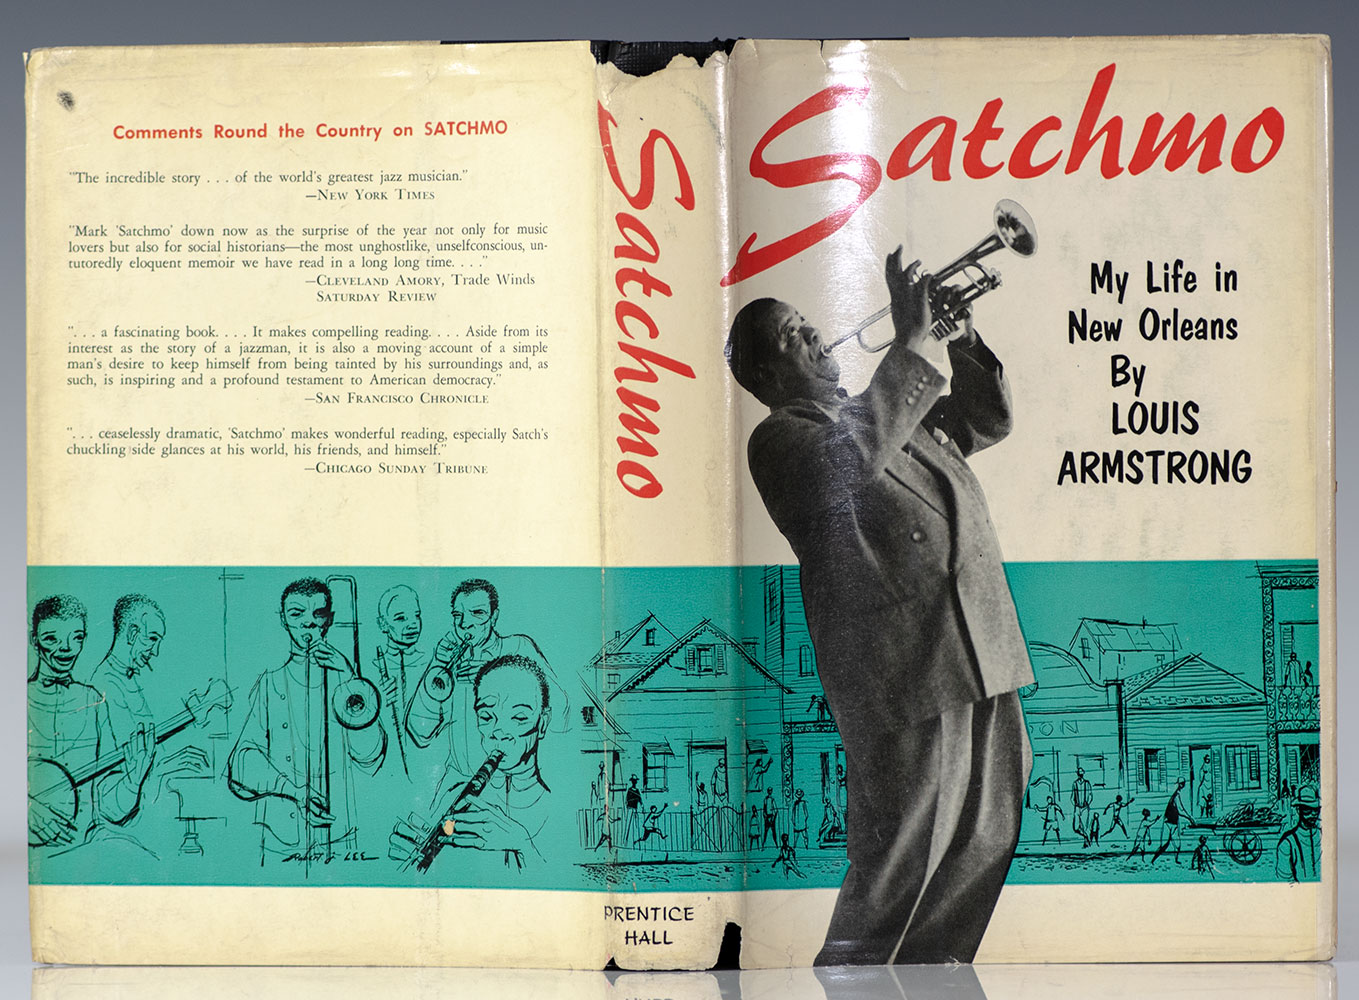 Comments Round the Country on SATCHMO
"The incredible story . . . of the world's greatest jazz musician."
—NEW YORK TIMES
"Mark 'Satchmo' down now as the surprise of the year not only for music
lovers but also for social historians—the most unghostlike, unselfconscious, un-
tutoredly eloquent memoir we have read in a long long time. . . ."
—CLEVELAND AMORY, Trade Winds
SATURDAY REVIEW
". . . a fascinating book. . . . It makes compelling reading. . . . Aside from its
interest as the story of a jazzman, it is also a moving account of a simple
man's desire to keep himself from being tainted by his surroundings and, as
such, is inspiring and a profound testament to American democracy."
—SAN FRANCISCO CHRONICLE
". . . ceaselessly dramatic, 'Satchmo' makes wonderful reading, especially Satch's
chuckling side glances at his world, his friends, and himself."
—CHICAGO SUNDAY TRIBUNE
LEE
Satchmo
PRENTICE
HALL
Satchmo
My Life in
New Orleans
By
LOUIS
ARMSTRONG